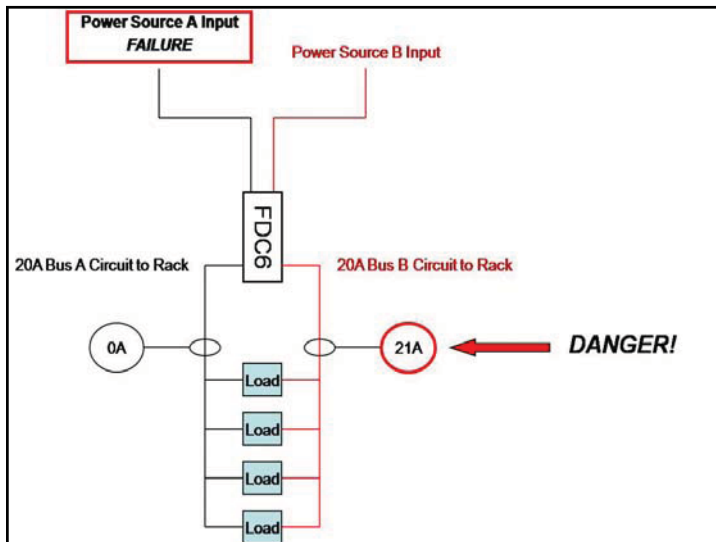 Power Source A Input
FAILURE
Power Source B Input
FDC6
20A Bus A Circuit to Rack
20A Bus B Circuit to Rack
0A
21A
DANGER!
Load
Load
Load
Load